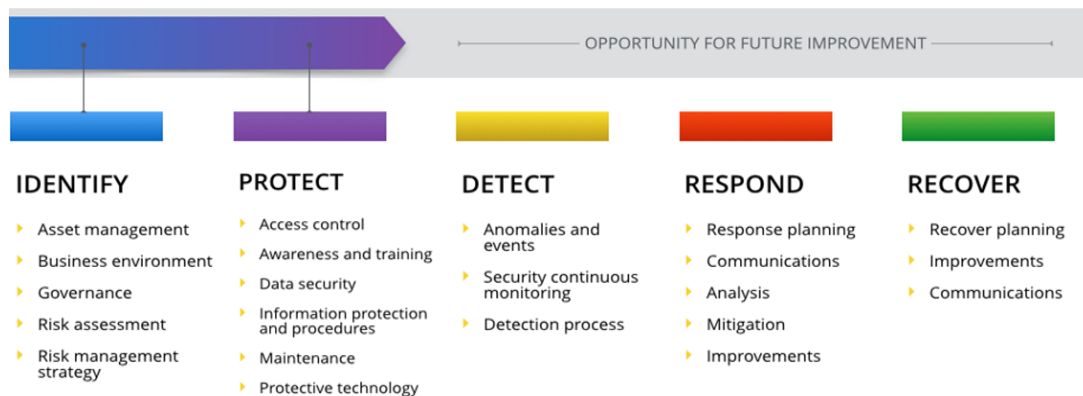 OPPORTUNITY FOR FUTURE IMPROVEMENT
IDENTIFY
Asset management
Business environment
Governance
Risk assessment
Risk management
strategy
PROTECT
Access control
Awareness and training
Data security
Information protection
and procedures
Maintenance
Protective technology
DETECT
Anomalies and
events
Security continuous
monitoring
Detection process
RESPOND
Response planning
Communications
Analysis
Mitigation
Improvements
RECOVER
Recover planning
Improvements
Communications